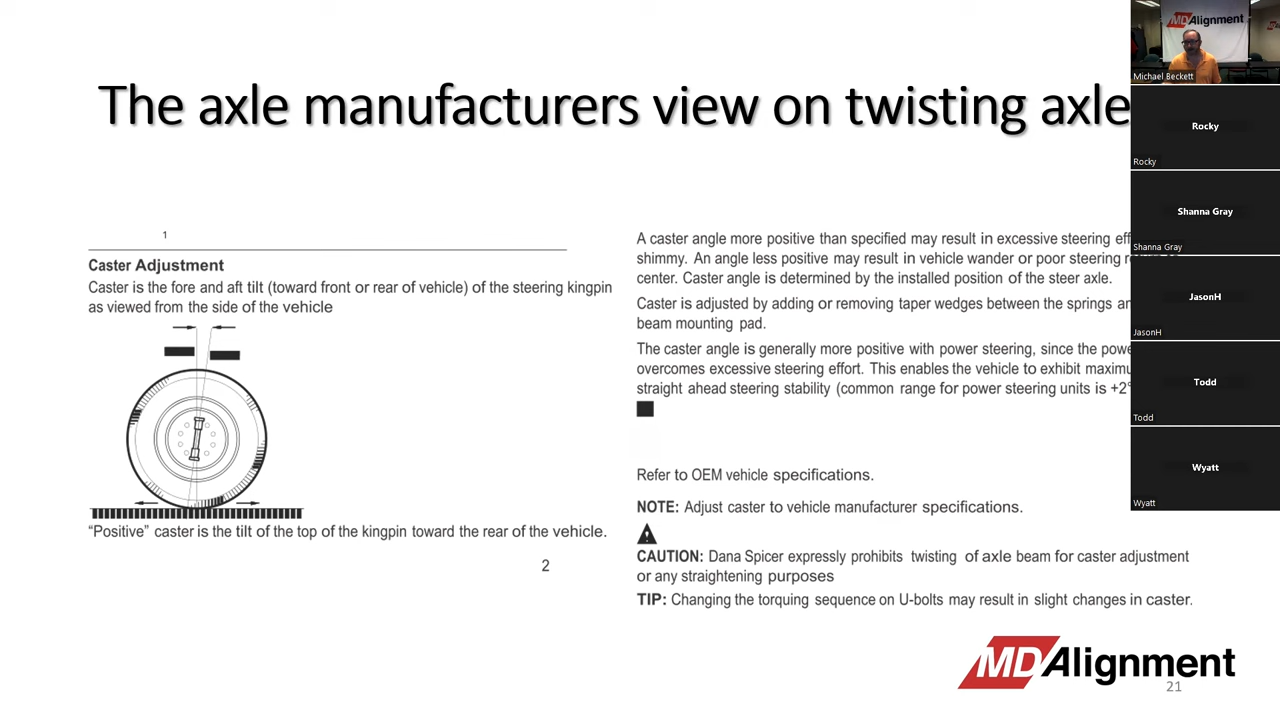 The axle manufacturers view on twisting axle
1
Caster Adjustment
Caster is the fore and aft tilt (toward front or rear of vehicle) of the steering kingpin
as viewed from the side of the vehicle
“Positive” caster is the tilt of the top of the kingpin toward the rear of the vehicle.
2
A caster angle more positive than specified may result in excessive steering
shimmy. An angle less positive may result in vehicle wander or poor steering
center. Caster angle is determined by the installed position of the steer axle.
Caster is adjusted by adding or removing taper wedges between the springs
beam mounting pad.
The caster angle is generally more positive with power steering, since the
overcomes excessive steering effort. This enables the vehicle to exhibit
straight ahead steering stability (common range for power steering units is +2°
Refer to OEM vehicle specifications.
NOTE: Adjust caster to vehicle manufacturer specifications.
CAUTION: Dana Spicer expressly prohibits twisting of axle beam for caster adjustment
or any straightening purposes
TIP: Changing the torquing sequence on U-bolts may result in slight changes in caster.
MDAlignment
21
MDAlignment
Michael Beckett
Rocky
Rocky
Shanna Gray
Shanna Gray
JasonH
JasonH
Todd
Todd
Wyatt
Wyatt